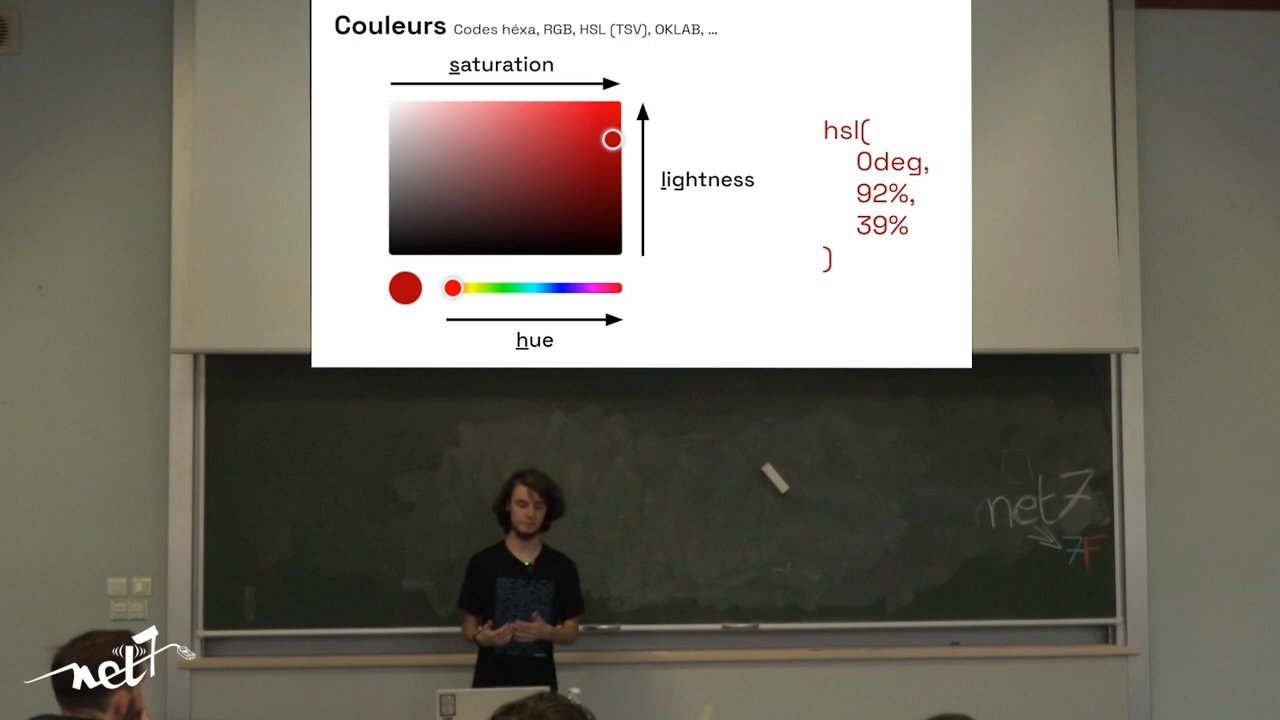 Couleurs Codes héxa, RGB, HSL (TSV), OKLAB, ...
saturation
lightness
hue
hsl(
0deg,
92%,
39%
)
net7
7F
net7